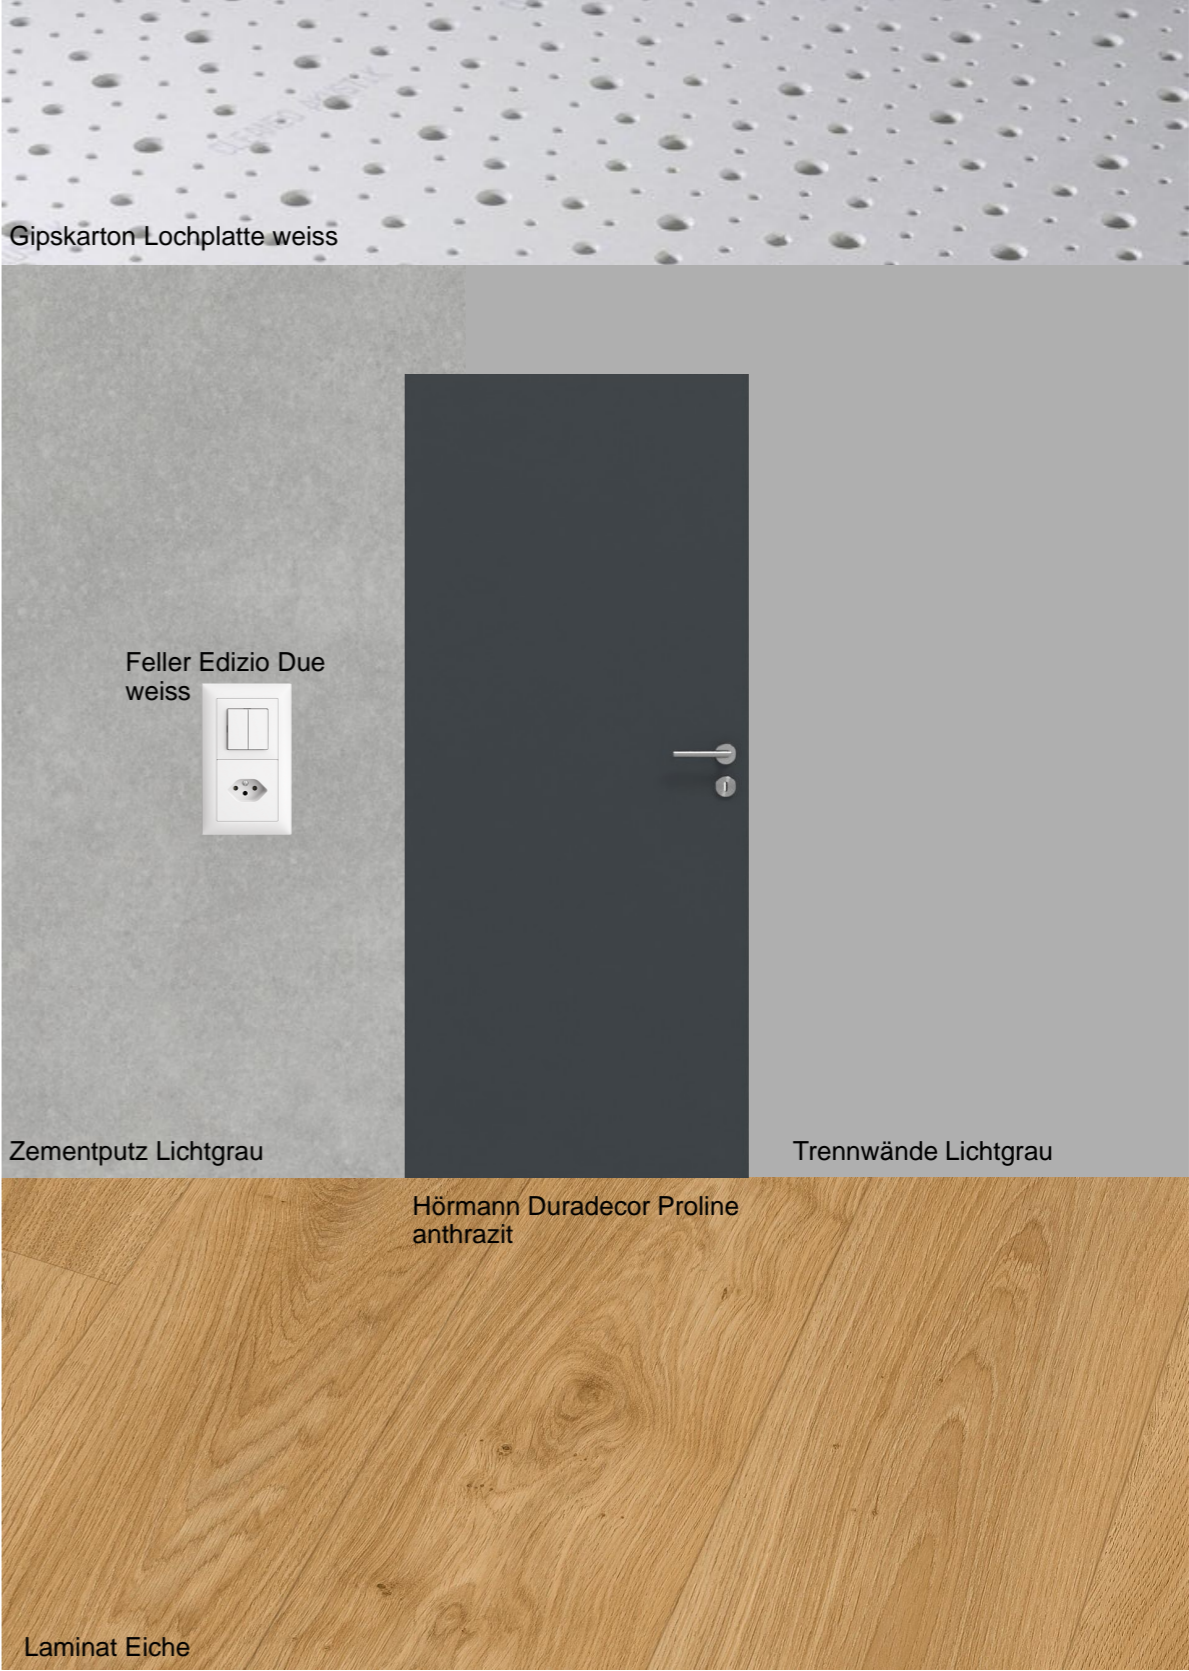 Gipskarton Lochplatte weiss
Feller Edizio Due
weiss
Zementputz Lichtgrau
Trennwände Lichtgrau
Hörmann Duradecor Proline
anthrazit
Laminat Eiche